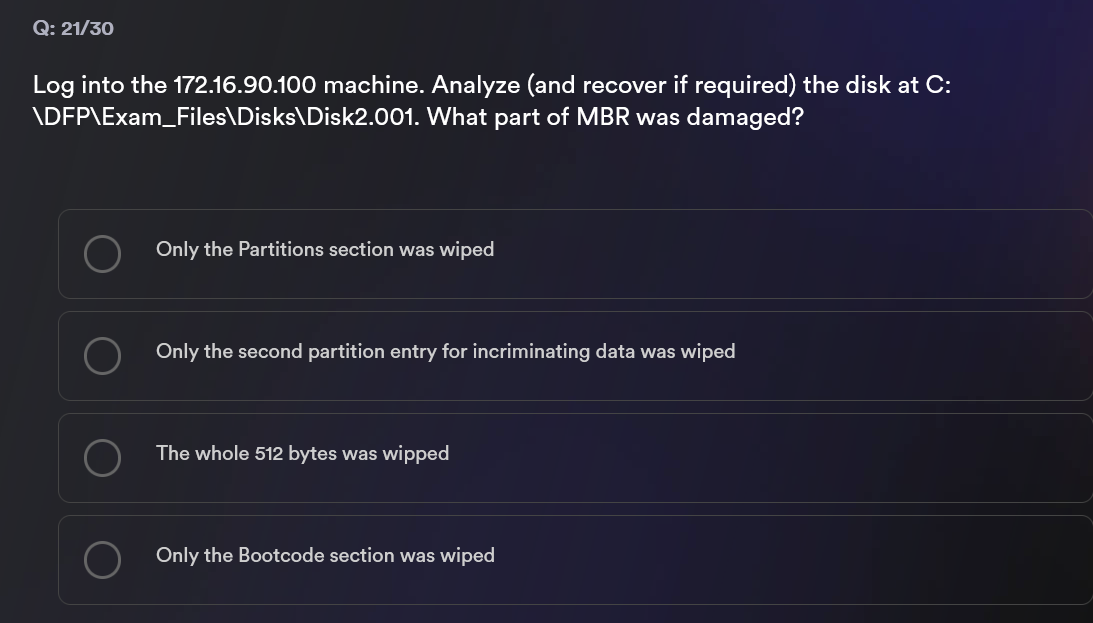 Q: 21/30
Log into the 172.16.90.100 machine. Analyze (and recover if required) the disk at C:
\DFP\Exam_Files\Disks\Disk2.001. What part of MBR was damaged?
Only the Partitions section was wiped
Only the second partition entry for incriminating data was wiped
The whole 512 bytes was wipped
Only the Bootcode section was wiped